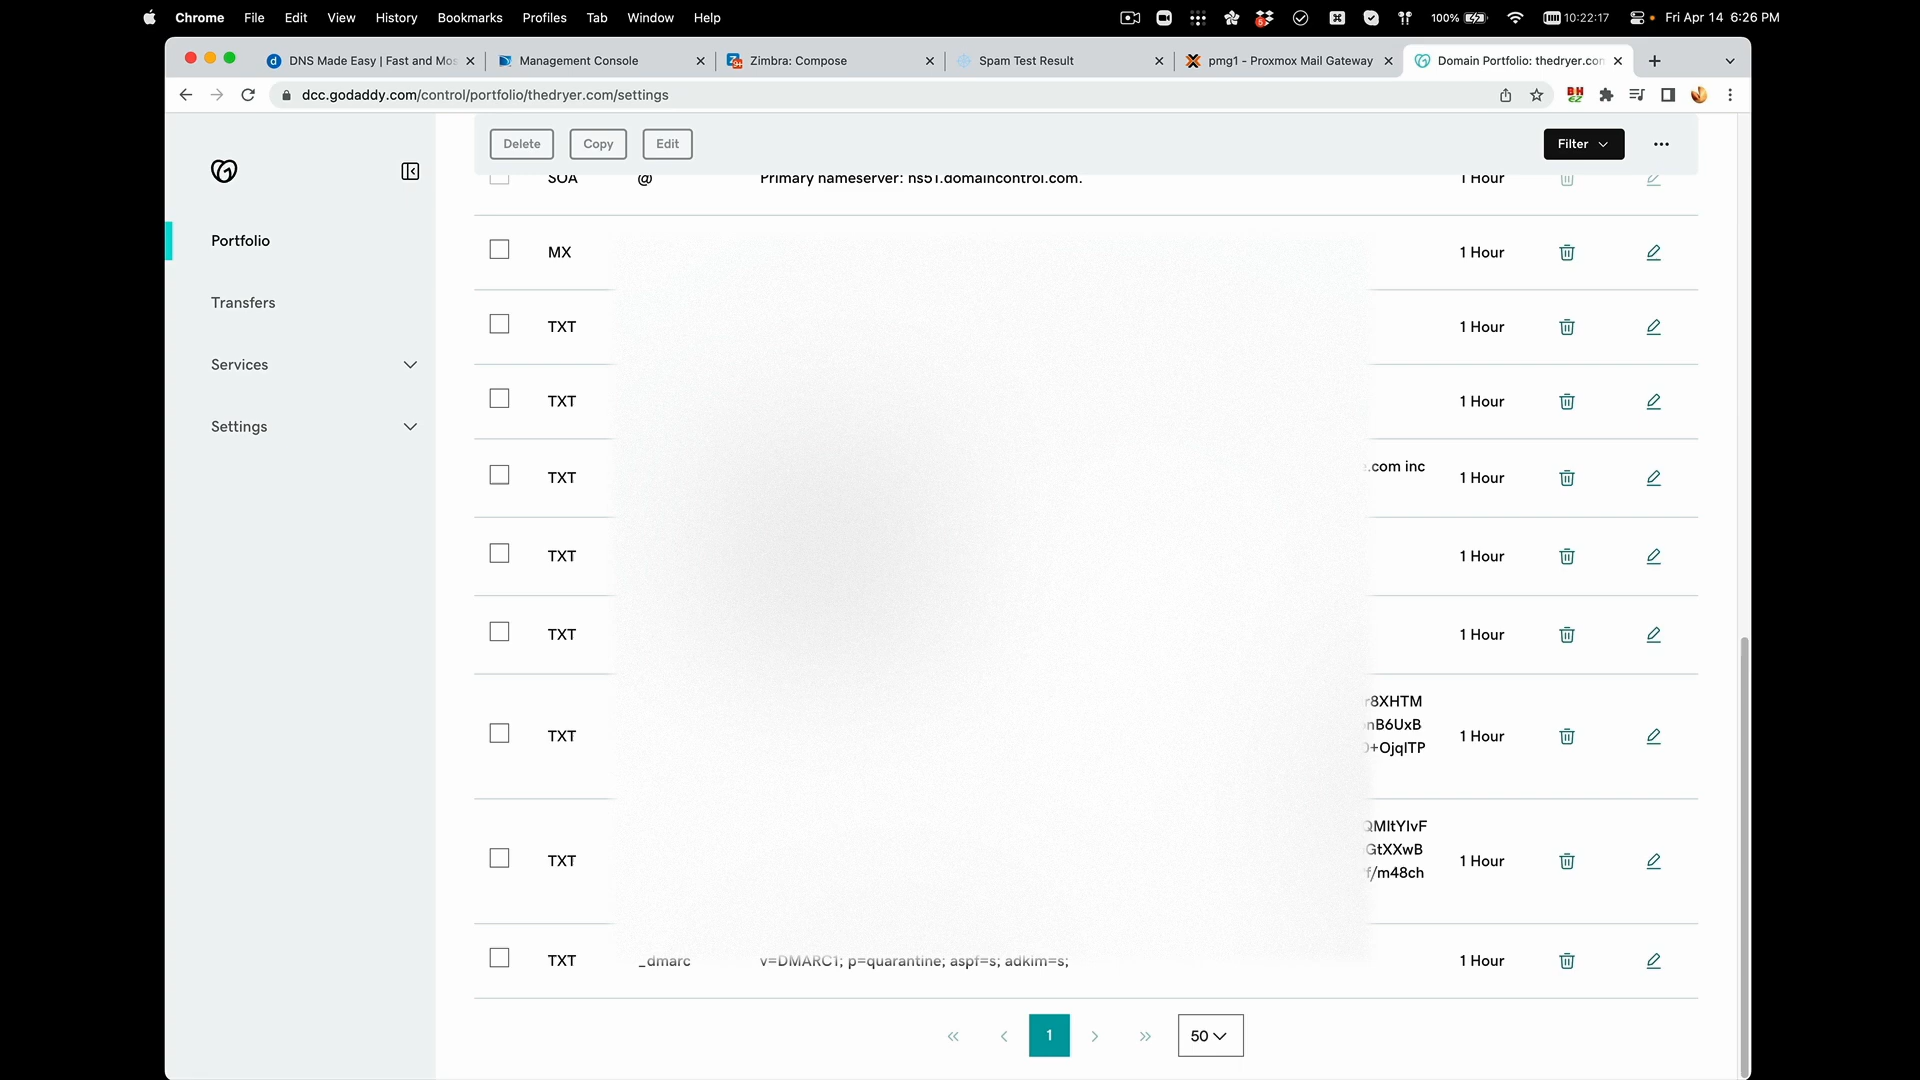 Chrome File Edit View History Bookmarks Profiles Tab Window Help 100% 10:22:17 Fri Apr 14 6:26 PM
DNS Made Easy | Fast and Mos Management Console Zimbra: Compose Spam Test Result pmg1 - Proxmox Mail Gateway Domain Portfolio: thedryer.com
dcc.godaddy.com/control/portfolio/thedryer.com/settings
Delete Copy Edit Filter
SOA @ Primary nameserver: ns51.domaincontrol.com. 1 Hour
Portfolio
MX 1 Hour
Transfers
TXT 1 Hour
Services
TXT 1 Hour
Settings
.com inc
TXT 1 Hour
TXT 1 Hour
TXT 1 Hour
r8XHTM
nB6UxB
TXT 1 Hour
+OjqlTP
QMltYlvF
GtXXwB
TXT 1 Hour
f/m48ch
TXT _dmarc v=DMARC1; p=quarantine; aspf=s; adkim=s; 1 Hour
« < 1 > » 50